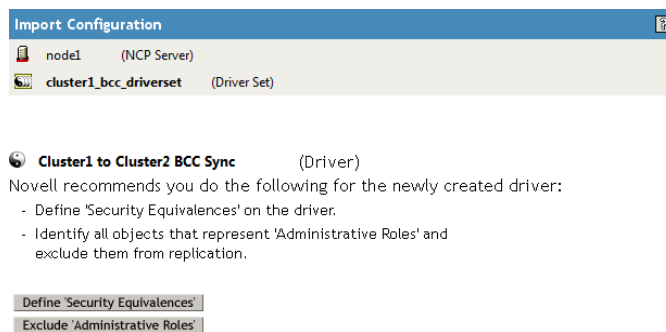 Import Configuration ?
node1 (NCP Server)
cluster1_bcc_driverset (Driver Set)
Cluster1 to Cluster2 BCC Sync (Driver)
Novell recommends you do the following for the newly created driver:
- Define 'Security Equivalences' on the driver.
- Identify all objects that represent 'Administrative Roles' and
exclude them from replication.
Define 'Security Equivalences'
Exclude 'Administrative Roles'